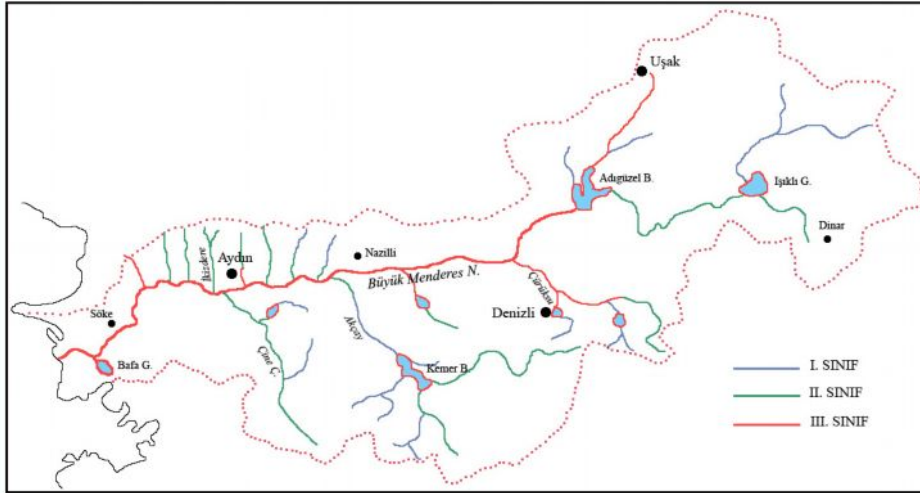 Uşak
Adıgüzel B.
Işıklı G.
Dinar
İkizdere
Aydın
Nazilli
Büyük Menderes N.
Çürüksu
Söke
Denizli
Akçay
Çine Ç.
Bafa G.
Kemer B.
I. SINIF
II. SINIF
III. SINIF